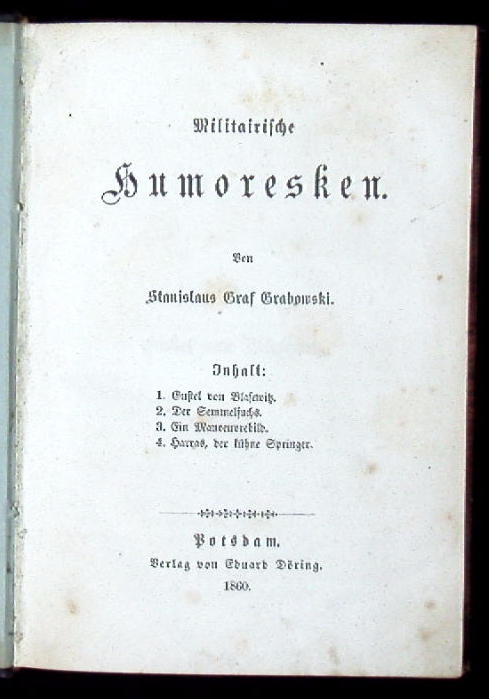 Militairische
Humoresken.
Von
Stanislaus Graf Grabowski.
Inhalt:
1. Gustel von Blasewitz.
2. Der Semmelfuchs.
3. Ein Manoeuvrebild.
4. Harras, der kühne Springer.
Potsdam.
Verlag von Eduard Döring.
1860.